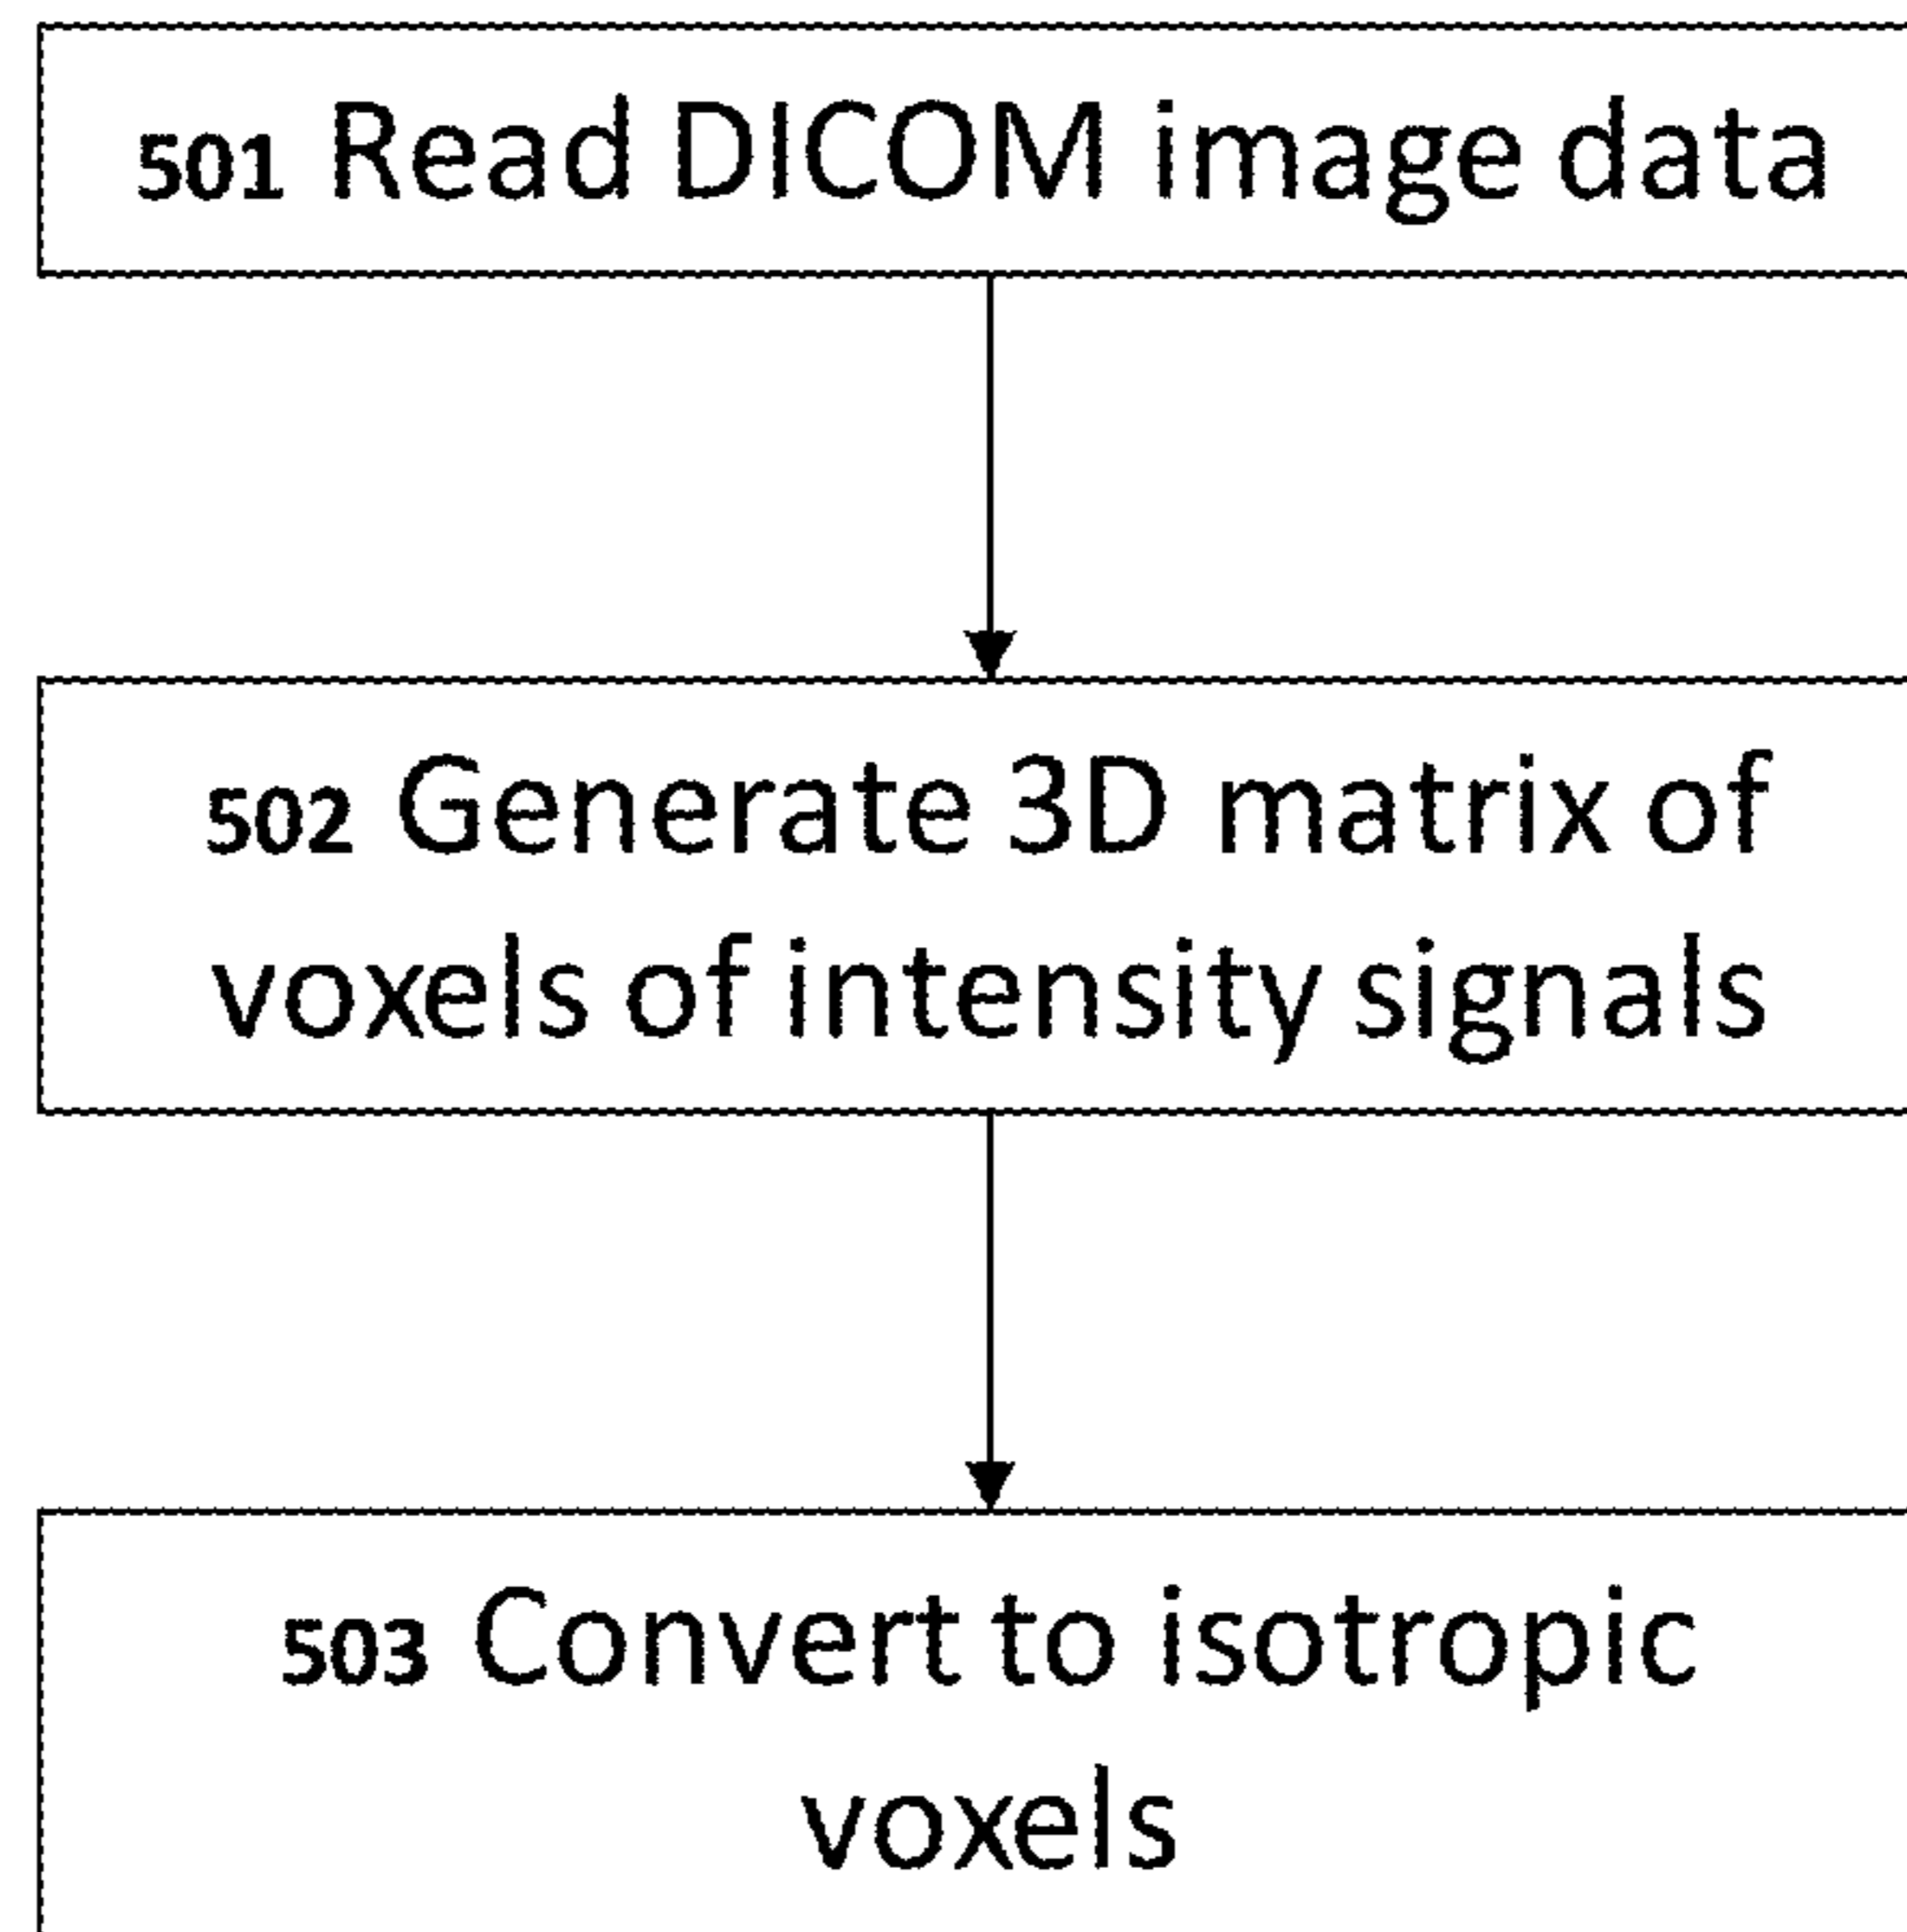 501 Read DICOM image data
502 Generate 3D matrix of
voxels of intensity signals
503 Convert to isotropic
voxels